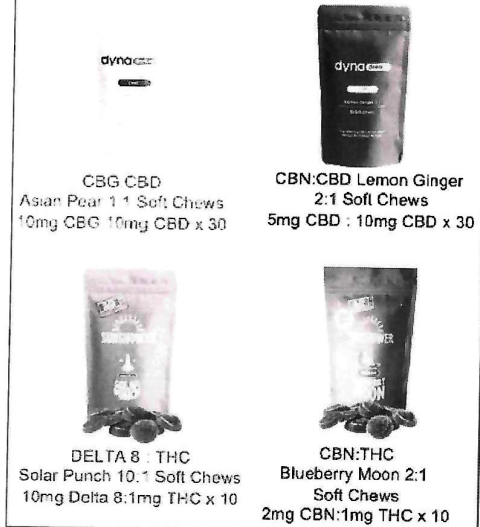 dyna
CBG CBD
Asian Pear 1:1 Soft Chews
10mg CBG 10mg CBD x 30
dyna
CBN:CBD Lemon Ginger
2:1 Soft Chews
5mg CBD : 10mg CBD x 30
DELTA 8 : THC
Solar Punch 10:1 Soft Chews
10mg Delta 8:1mg THC x 10
CBN:THC
Blueberry Moon 2:1
Soft Chews
2mg CBN:1mg THC x 10